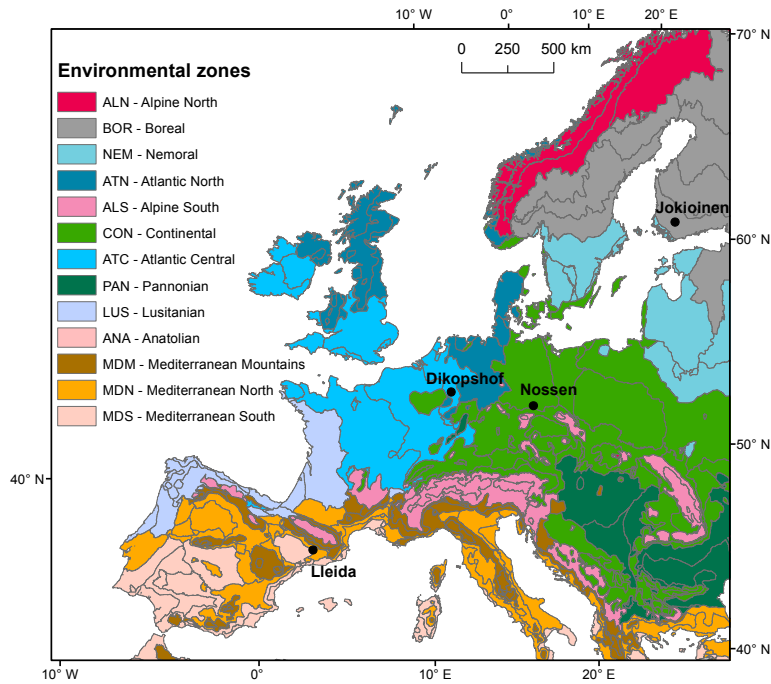 10° W 0° 10° E 20° E
70° N
0 250 500 km
Environmental zones
ALN - Alpine North
BOR - Boreal
NEM - Nemoral
ATN - Atlantic North
ALS - Alpine South
CON - Continental
ATC - Atlantic Central
PAN - Pannonian
LUS - Lusitanian
ANA - Anatolian
MDM - Mediterranean Mountains
MDN - Mediterranean North
MDS - Mediterranean South
Jokioinen
60° N
Dikopshof
Nossen
50° N
40° N
Lleida
40° N
10° W 0° 10° E 20° E